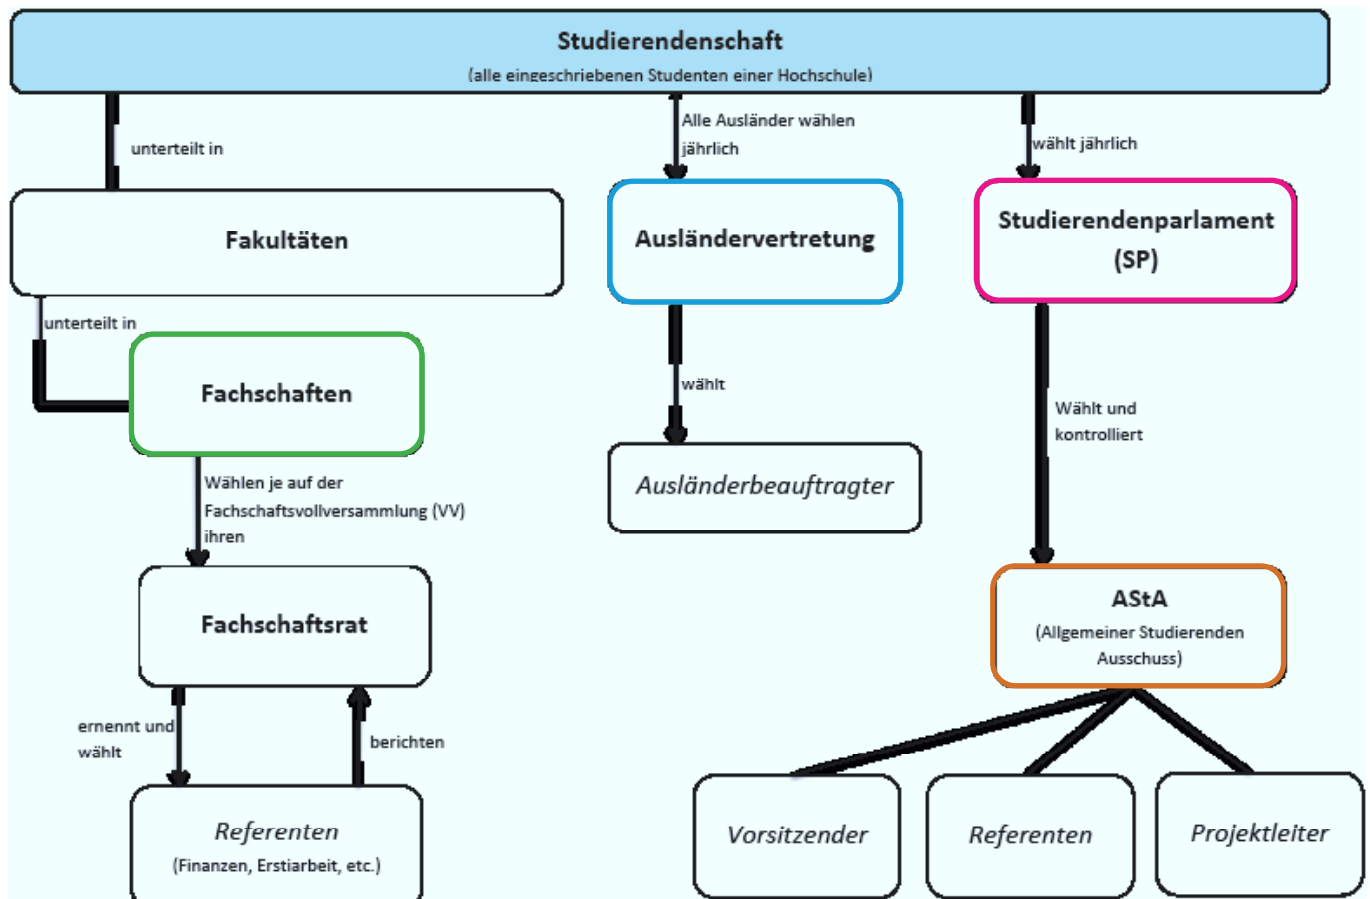 Studierendenschaft
(alle eingeschriebenen Studenten einer Hochschule)
unterteilt in
Alle Ausländer wählen
jährlich
wählt jährlich
Fakultäten
Ausländervertretung
Studierendenparlament
(SP)
unterteilt in
Fachschaften
wählt
Wählt und
kontrolliert
Wählen je auf der
Fachschaftsvollversammlung (VV)
ihren
Ausländerbeauftragter
Fachschaftsrat
AStA
(Allgemeiner Studierenden
Ausschuss)
ernennt und
wählt
berichten
Referenten
(Finanzen, Erstiarbeit, etc.)
Vorsitzender
Referenten
Projektleiter